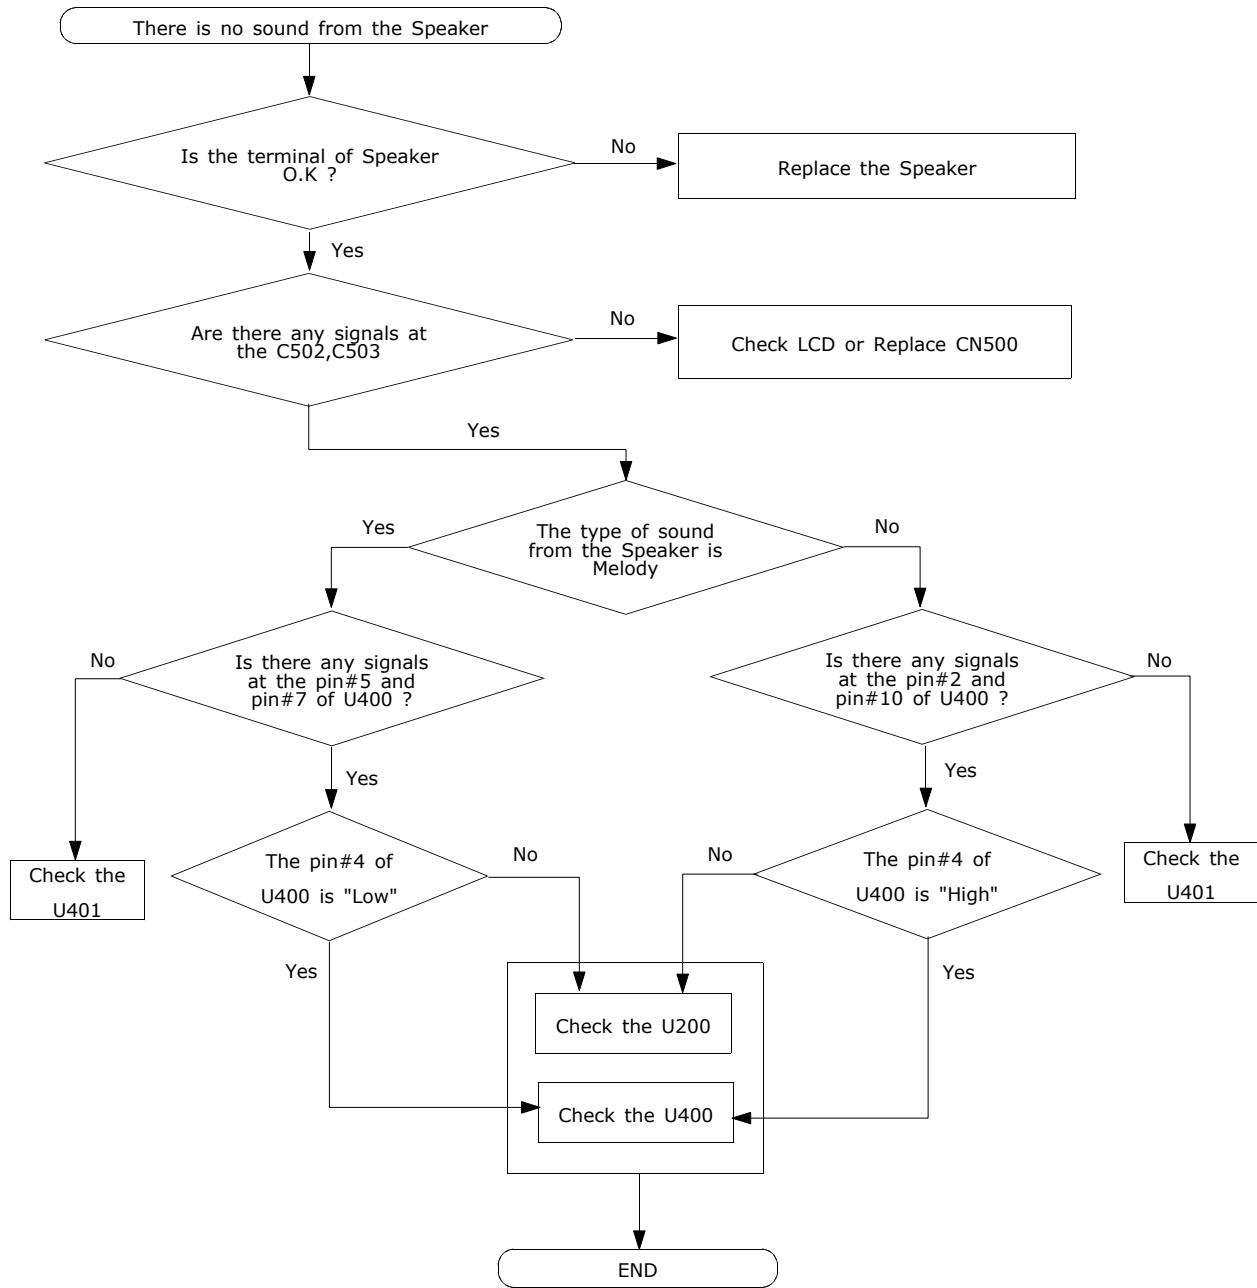 There is no sound from the Speaker
Is the terminal of Speaker
O.K ?
No
Replace the Speaker
Yes
Are there any signals at
the C502,C503
No
Check LCD or Replace CN500
Yes
The type of sound
from the Speaker is
Melody
Yes
No
Is there any signals
at the pin#5 and
pin#7 of U400 ?
No
Is there any signals
at the pin#2 and
pin#10 of U400 ?
No
Yes
Yes
Check the
U401
The pin#4 of
U400 is "Low"
No
No
The pin#4 of
U400 is "High"
Check the
U401
Yes
Yes
Check the U200
Check the U400
END